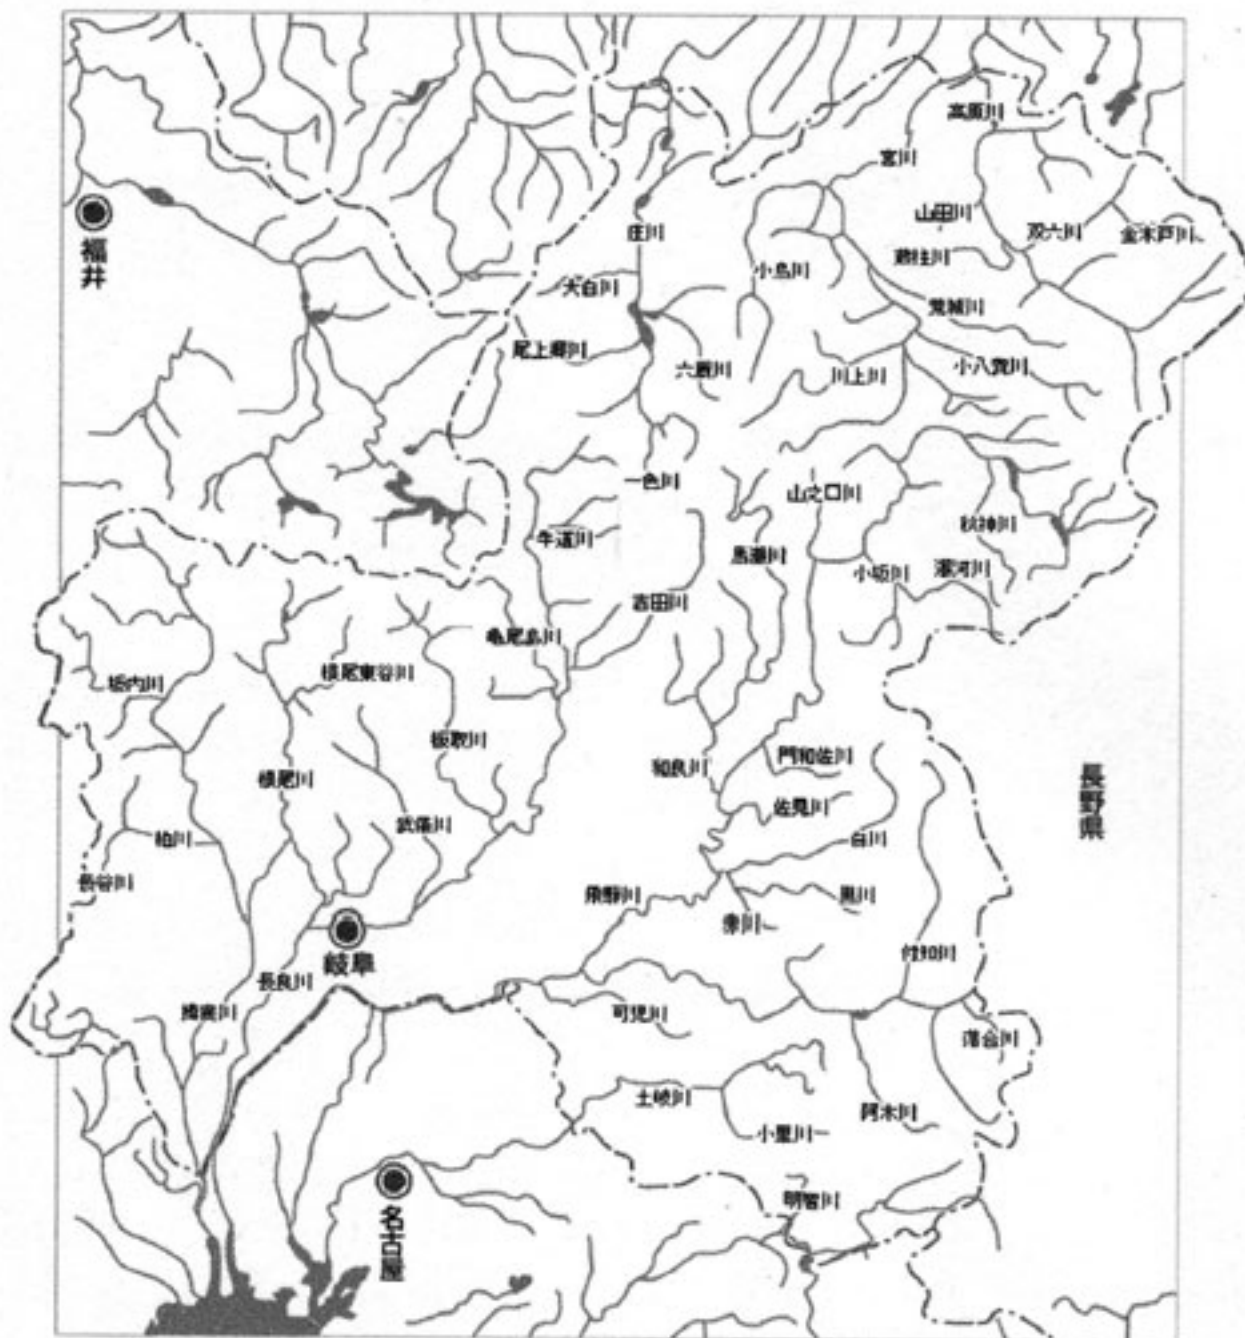 高原川
宮川
山田川
双六川
金木戸川
蔵柱川
福井
庄川
小鳥川
大白川
荒城川
尾上郷川
六厩川
川上川
小八賀川
一色川
山之口川
秋神川
牛道川
馬瀬川
小坂川
濁河川
吉田川
亀尾島川
根尾東谷川
坂内川
板取川
和良川
門和佐川
根尾川
佐見川
長野県
武儀川
白川
粕川
長谷川
飛騨川
黒川
赤川
付知川
岐阜
長良川
揖斐川
可児川
落合川
土岐川
阿木川
小里川
明智川
名古屋